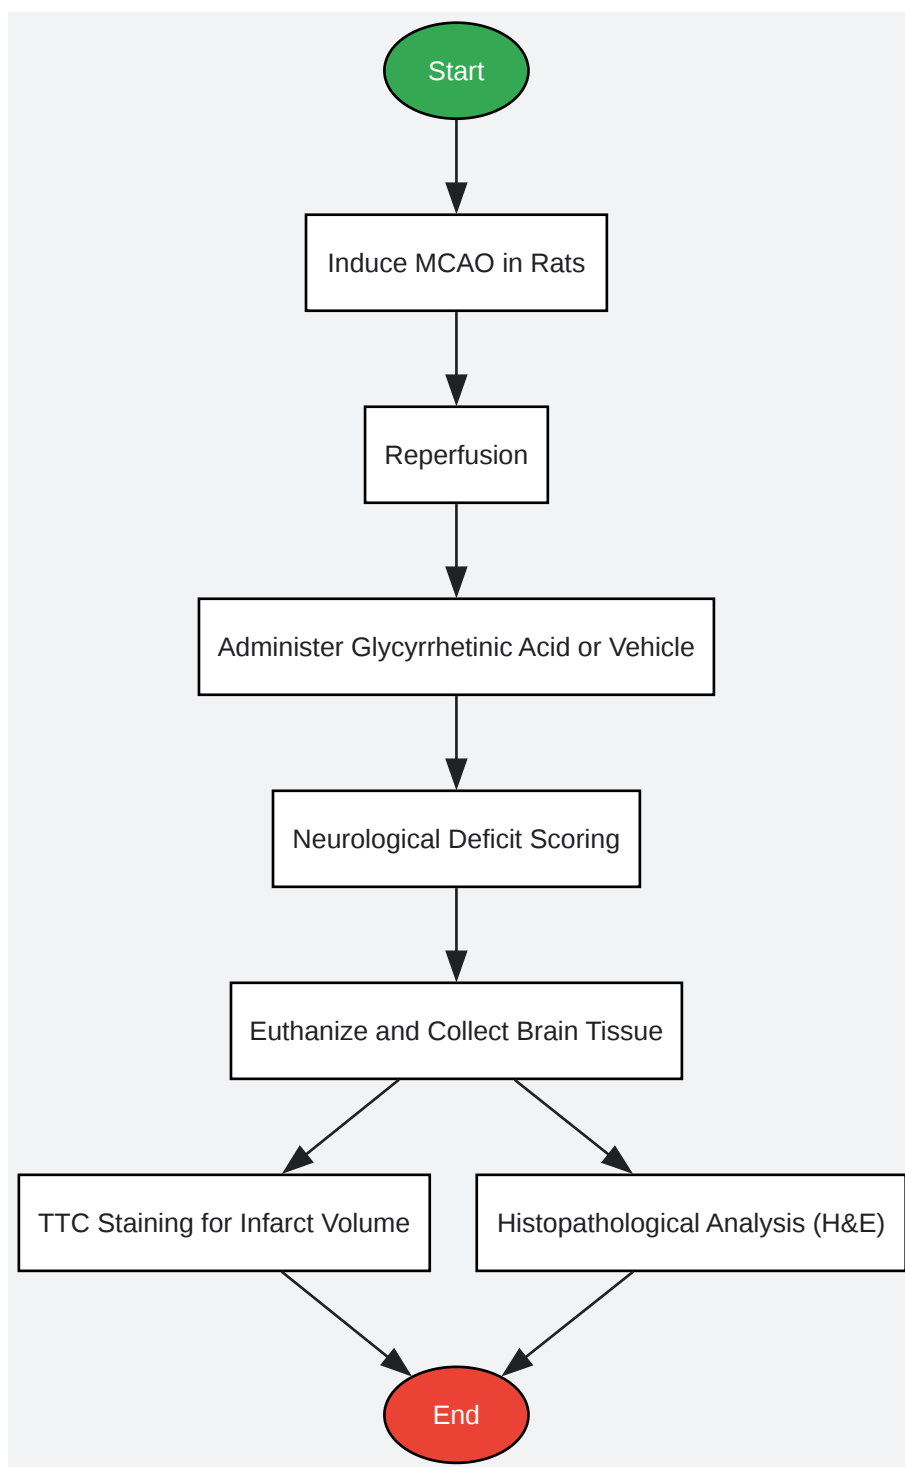 Start
Induce MCAO in Rats
Reperfusion
Administer Glycyrrhetinic Acid or Vehicle
Neurological Deficit Scoring
Euthanize and Collect Brain Tissue
TTC Staining for Infarct Volume
Histopathological Analysis (H&E)
End